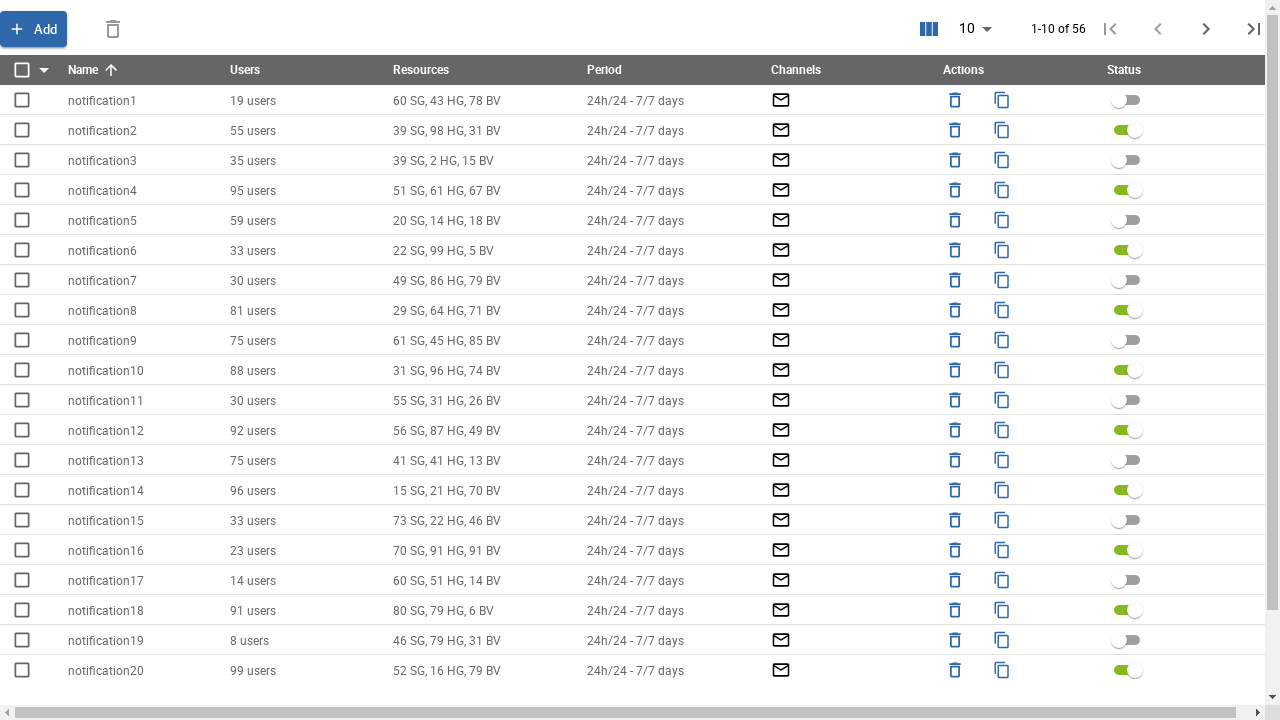 Add 10 1-10 of 56
Name Users Resources Period Channels Actions Status
notification1 19 users 60 SG, 43 HG, 78 BV 24h/24 - 7/7 days
notification2 55 users 39 SG, 98 HG, 31 BV 24h/24 - 7/7 days
notification3 35 users 39 SG, 2 HG, 15 BV 24h/24 - 7/7 days
notification4 95 users 51 SG, 61 HG, 67 BV 24h/24 - 7/7 days
notification5 59 users 20 SG, 14 HG, 18 BV 24h/24 - 7/7 days
notification6 33 users 22 SG, 99 HG, 5 BV 24h/24 - 7/7 days
notification7 30 users 49 SG, 86 HG, 79 BV 24h/24 - 7/7 days
notification8 81 users 29 SG, 64 HG, 71 BV 24h/24 - 7/7 days
notification9 75 users 61 SG, 45 HG, 85 BV 24h/24 - 7/7 days
notification10 88 users 31 SG, 96 HG, 74 BV 24h/24 - 7/7 days
notification11 30 users 55 SG, 31 HG, 26 BV 24h/24 - 7/7 days
notification12 92 users 56 SG, 87 HG, 49 BV 24h/24 - 7/7 days
notification13 75 users 41 SG, 41 HG, 13 BV 24h/24 - 7/7 days
notification14 96 users 15 SG, 21 HG, 70 BV 24h/24 - 7/7 days
notification15 33 users 73 SG, 22 HG, 46 BV 24h/24 - 7/7 days
notification16 23 users 70 SG, 91 HG, 91 BV 24h/24 - 7/7 days
notification17 14 users 60 SG, 51 HG, 14 BV 24h/24 - 7/7 days
notification18 91 users 80 SG, 79 HG, 6 BV 24h/24 - 7/7 days
notification19 8 users 46 SG, 79 HG, 31 BV 24h/24 - 7/7 days
notification20 99 users 52 SG, 16 HG, 79 BV 24h/24 - 7/7 days